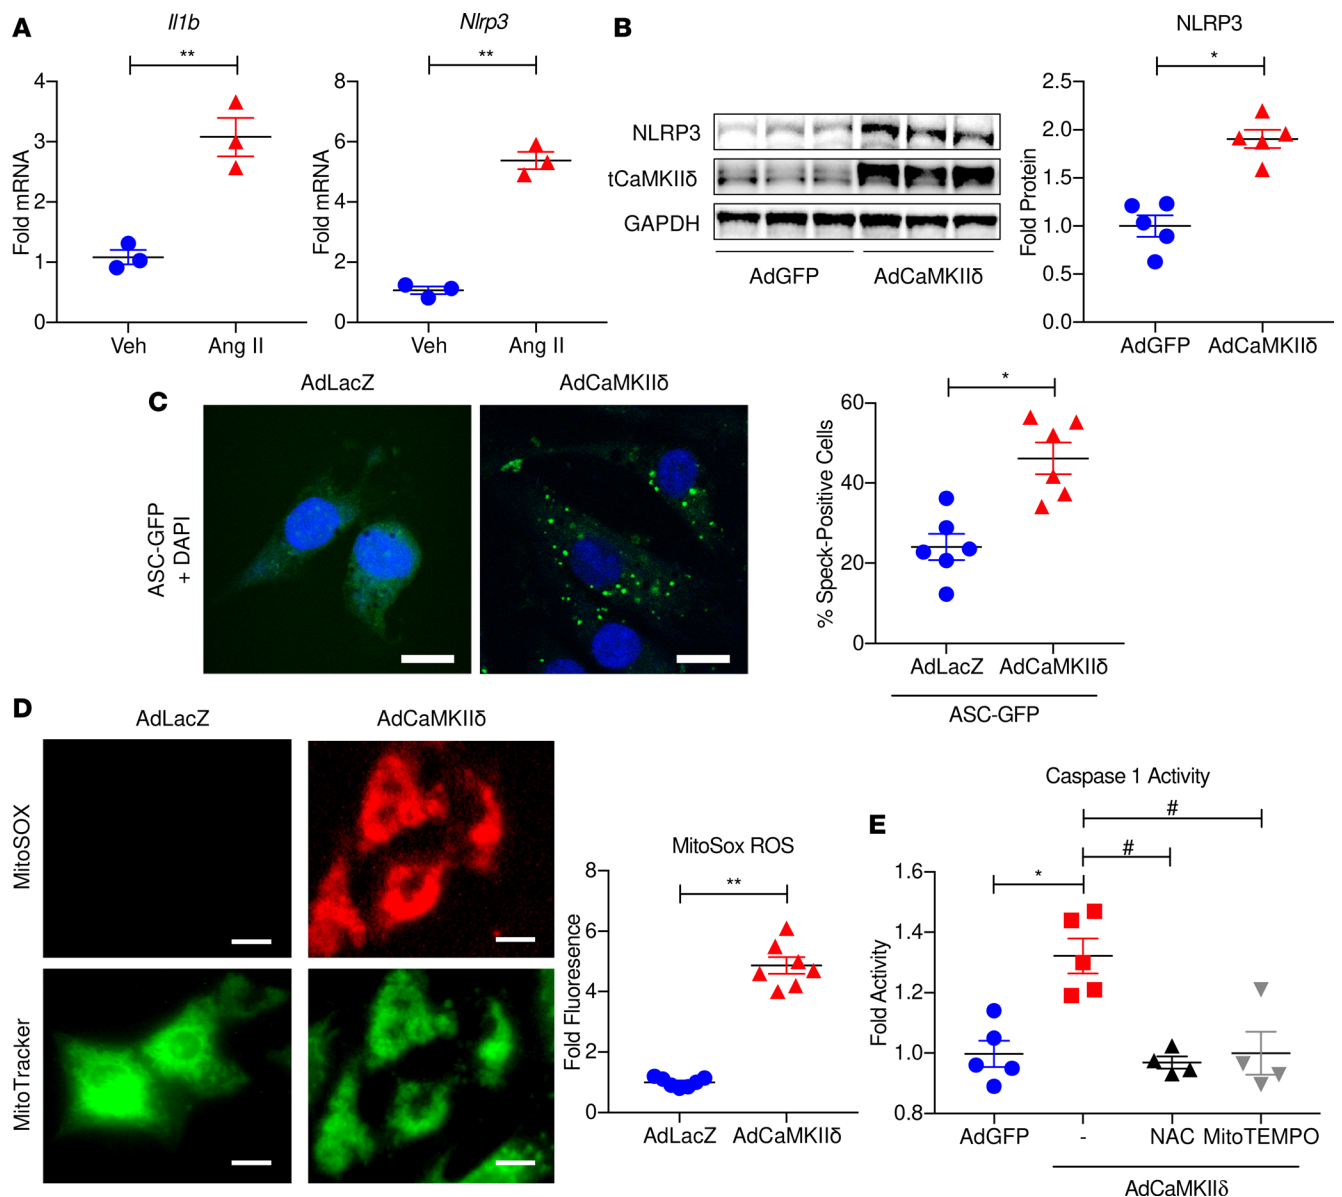 A
Il1b
**
Fold mRNA
4
3
2
1
0
Veh
Ang II
Nlrp3
**
Fold mRNA
8
6
4
2
0
Veh
Ang II
B
NLRP3
tCaMKIIδ
GAPDH
AdGFP
AdCaMKIIδ
NLRP3
*
Fold Protein
2.5
2.0
1.5
1.0
0.5
0.0
AdGFP
AdCaMKIIδ
C
AdLacZ
AdCaMKIIδ
ASC-GFP
+ DAPI
*
% Speck-Positive Cells
60
40
20
0
AdLacZ
AdCaMKIIδ
ASC-GFP
D
AdLacZ
AdCaMKIIδ
MitoSOX
MitoTracker
MitoSox ROS
**
Fold Fluoresence
8
6
4
2
0
AdLacZ
AdCaMKIIδ
E
Caspase 1 Activity
#
#
*
Fold Activity
1.6
1.4
1.2
1.0
0.8
AdGFP
-
NAC
MitoTEMPO
AdCaMKIIδ